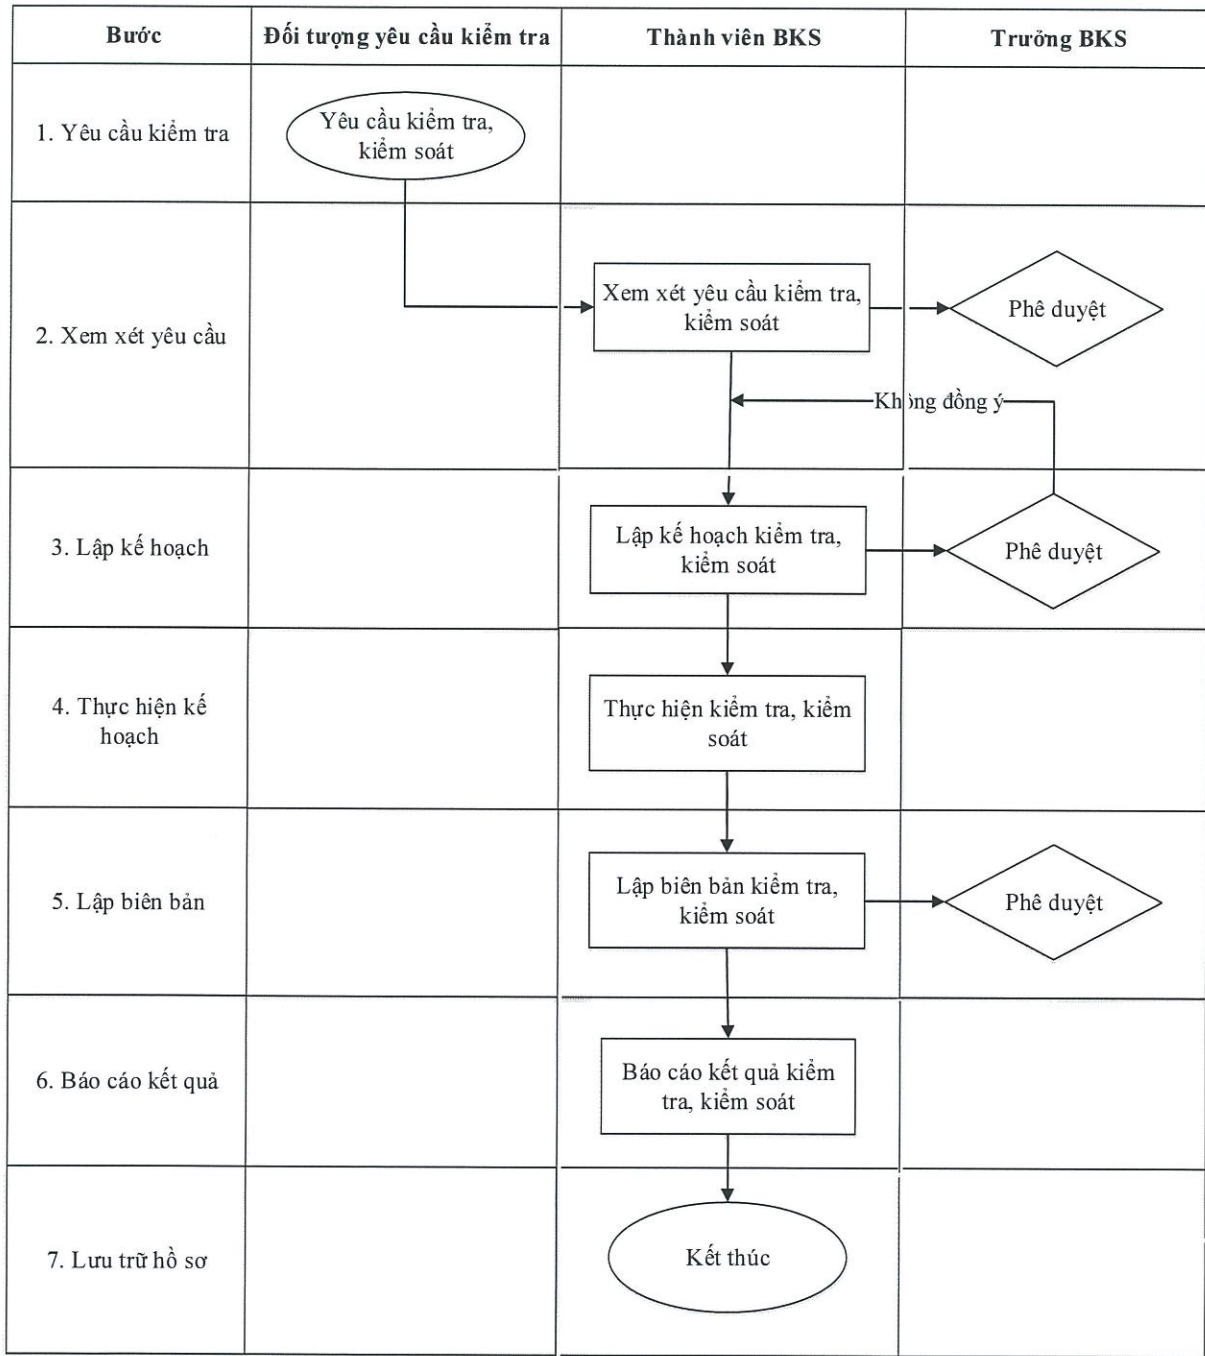 Bước
Đối tượng yêu cầu kiểm tra
Thành viên BKS
Trưởng BKS
1. Yêu cầu kiểm tra
Yêu cầu kiểm tra,
kiểm soát
2. Xem xét yêu cầu
Xem xét yêu cầu kiểm tra,
kiểm soát
Phê duyệt
Không đồng ý
3. Lập kế hoạch
Lập kế hoạch kiểm tra,
kiểm soát
Phê duyệt
4. Thực hiện kế
hoạch
Thực hiện kiểm tra, kiểm
soát
5. Lập biên bản
Lập biên bản kiểm tra,
kiểm soát
Phê duyệt
6. Báo cáo kết quả
Báo cáo kết quả kiểm
tra, kiểm soát
7. Lưu trữ hồ sơ
Kết thúc